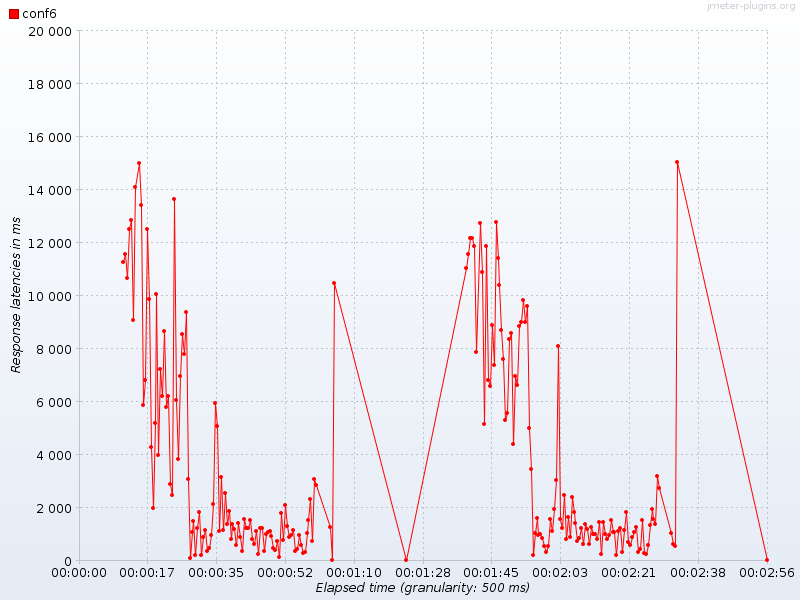 jmeter-plugins.org
conf6
20 000
18 000
16 000
14 000
12 000
10 000
8 000
6 000
4 000
2 000
0
Response latencies in ms
00:00:00 00:00:17 00:00:35 00:00:52 00:01:10 00:01:28 00:01:45 00:02:03 00:02:21 00:02:38 00:02:56
Elapsed time (granularity: 500 ms)